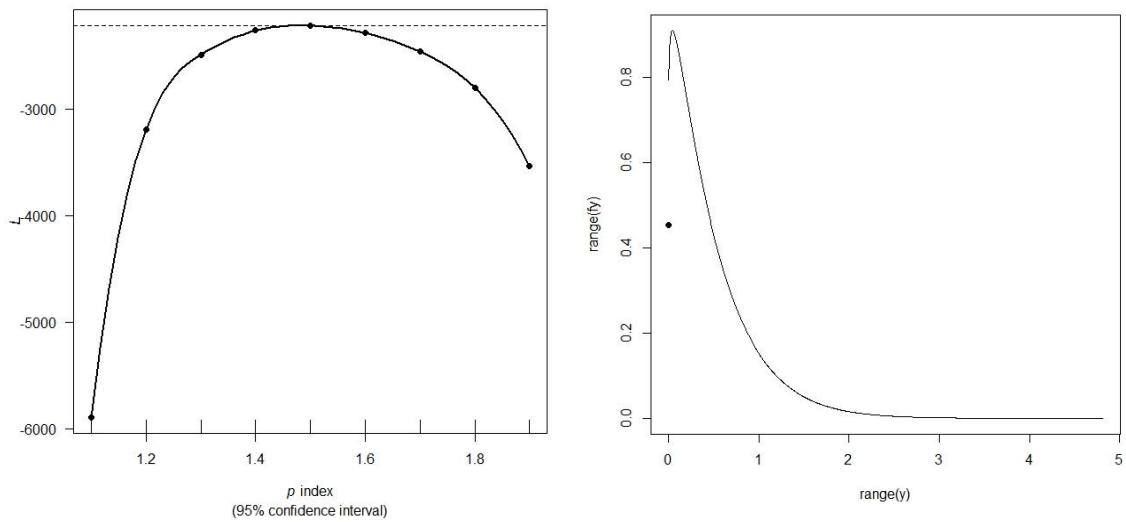 -3000
-4000
-5000
-6000
L
1.2 1.4 1.6 1.8
p index
(95% confidence interval)
0.8
0.6
0.4
0.2
0.0
range(fy)
0 1 2 3 4 5
range(y)